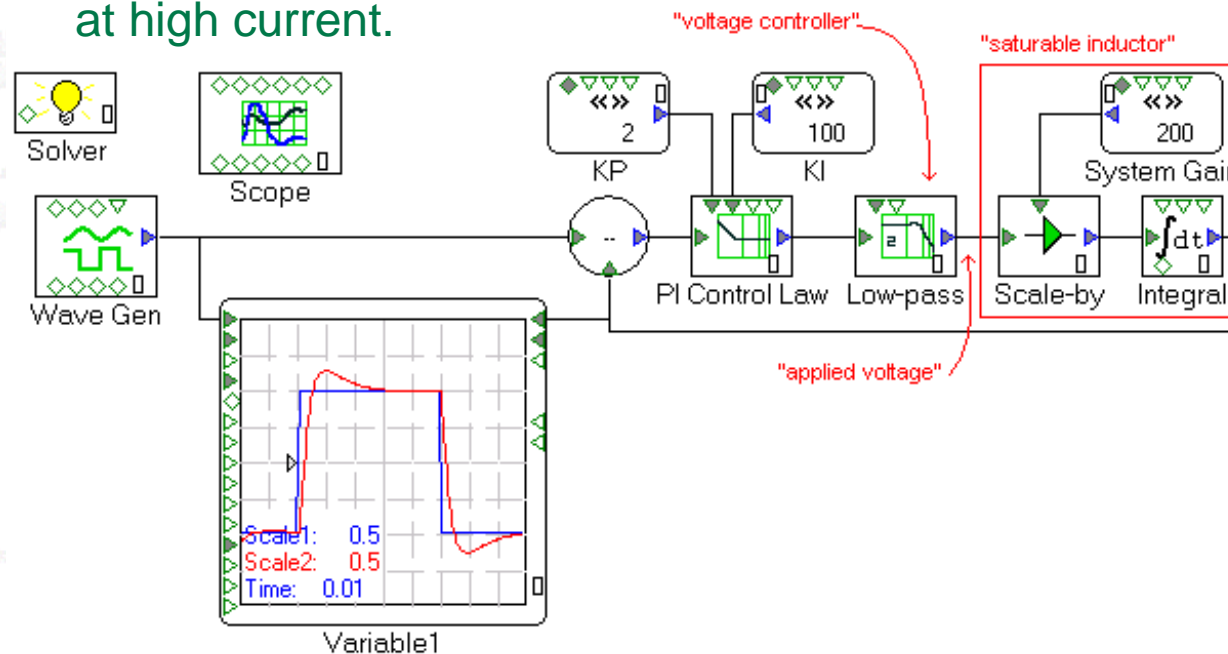 at high current.
"voltage controller"
"saturable inductor"
Solver
Scope
«»
2
KP
«»
100
KI
«»
200
System Gai
Wave Gen
--
PI Control Law
2
Low-pass
Scale-by
∫dt
Integral
"applied voltage"
Scale1: 0.5
Scale2: 0.5
Time: 0.01
Variable1